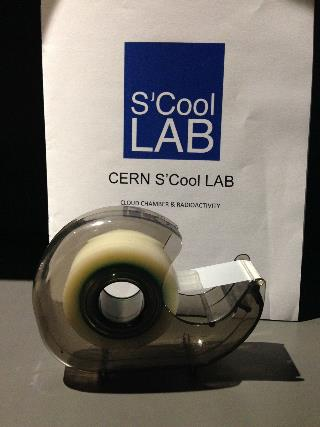 S'Cool
LAB
CERN S'Cool LAB
CLOUD CHAMBER & RADIOACTIVITY